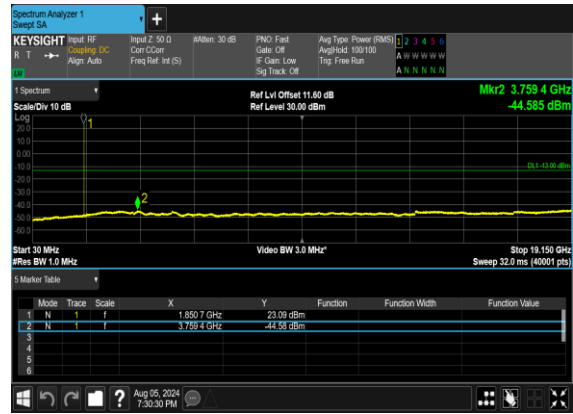 Spectrum Analyzer 1
Swept SA
+
KEYSIGHT Input: RF Input Z: 50 Ω #Atten: 30 dB PNO: Fast Avg Type: Power (RMS) 1 2 3 4 5 6
R T Coupling: DC Corr CCorr Gate: Off Avg|Hold: 100/100 A W W W W W
Align: Auto Freq Ref: Int (S) IF Gain: Low Trig: Free Run
LW Sig Track: Off A N N N N N
1 Spectrum Ref Lvl Offset 11.60 dB Mkr2 3.759 4 GHz
Scale/Div 10 dB Ref Level 30.00 dBm -44.585 dBm
Log
1
20.0
10.0
0.00
-10.0
DL1 -13.00 dBm
-20.0
-30.0
-40.0
2
-50.0
-60.0
Start 30 MHz Video BW 3.0 MHz* Stop 19.150 GHz
#Res BW 1.0 MHz Sweep 32.0 ms (40001 pts)
5 Marker Table
Mode Trace Scale X Y Function Function Width Function Value
1 N 1 f 1.850 7 GHz 23.09 dBm
2 N 1 f 3.759 4 GHz -44.58 dBm
3
4
5
6
? Aug 05, 2024
7:30:30 PM